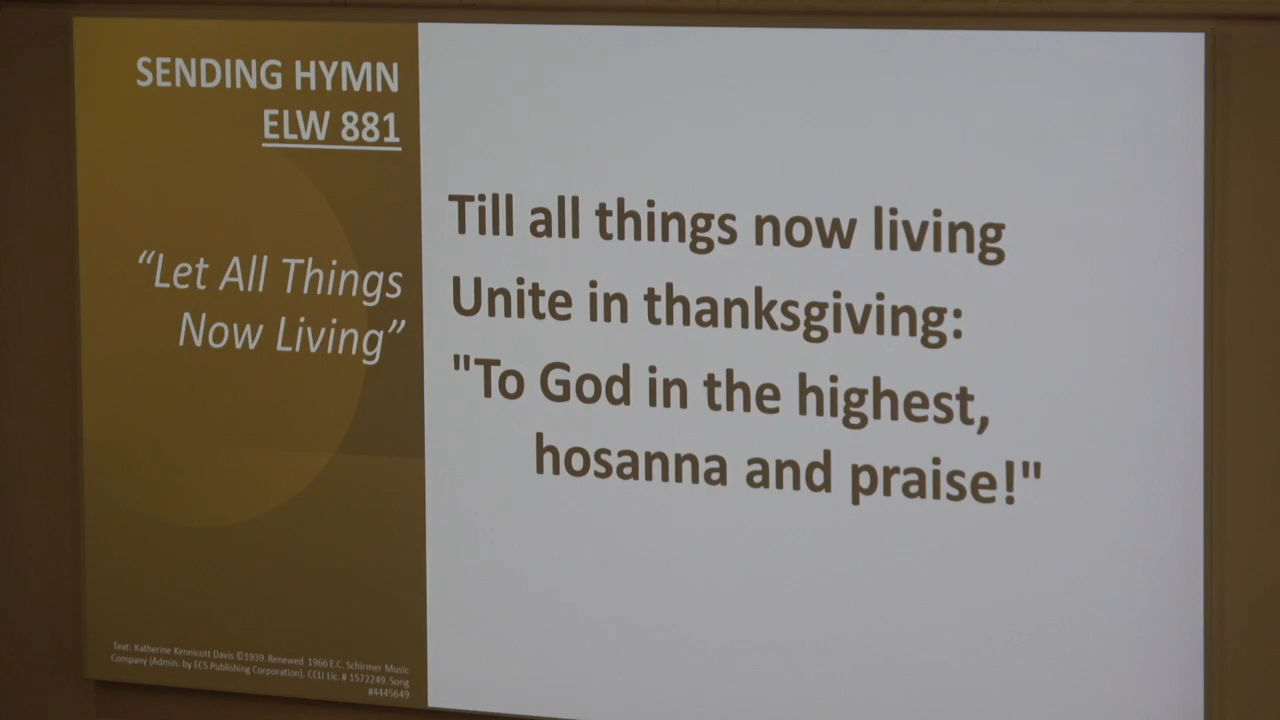 SENDING HYMN
ELW 881
“Let All Things
Now Living”
Till all things now living
Unite in thanksgiving:
"To God in the highest,
hosanna and praise!"
Text: Katherine Kennicott Davis ©1939. Renewed 1966 E.C. Schirmer Music
Company (Admin. by ECS Publishing Corporation). CCLI Lic. # 1572249, Song
#4445649